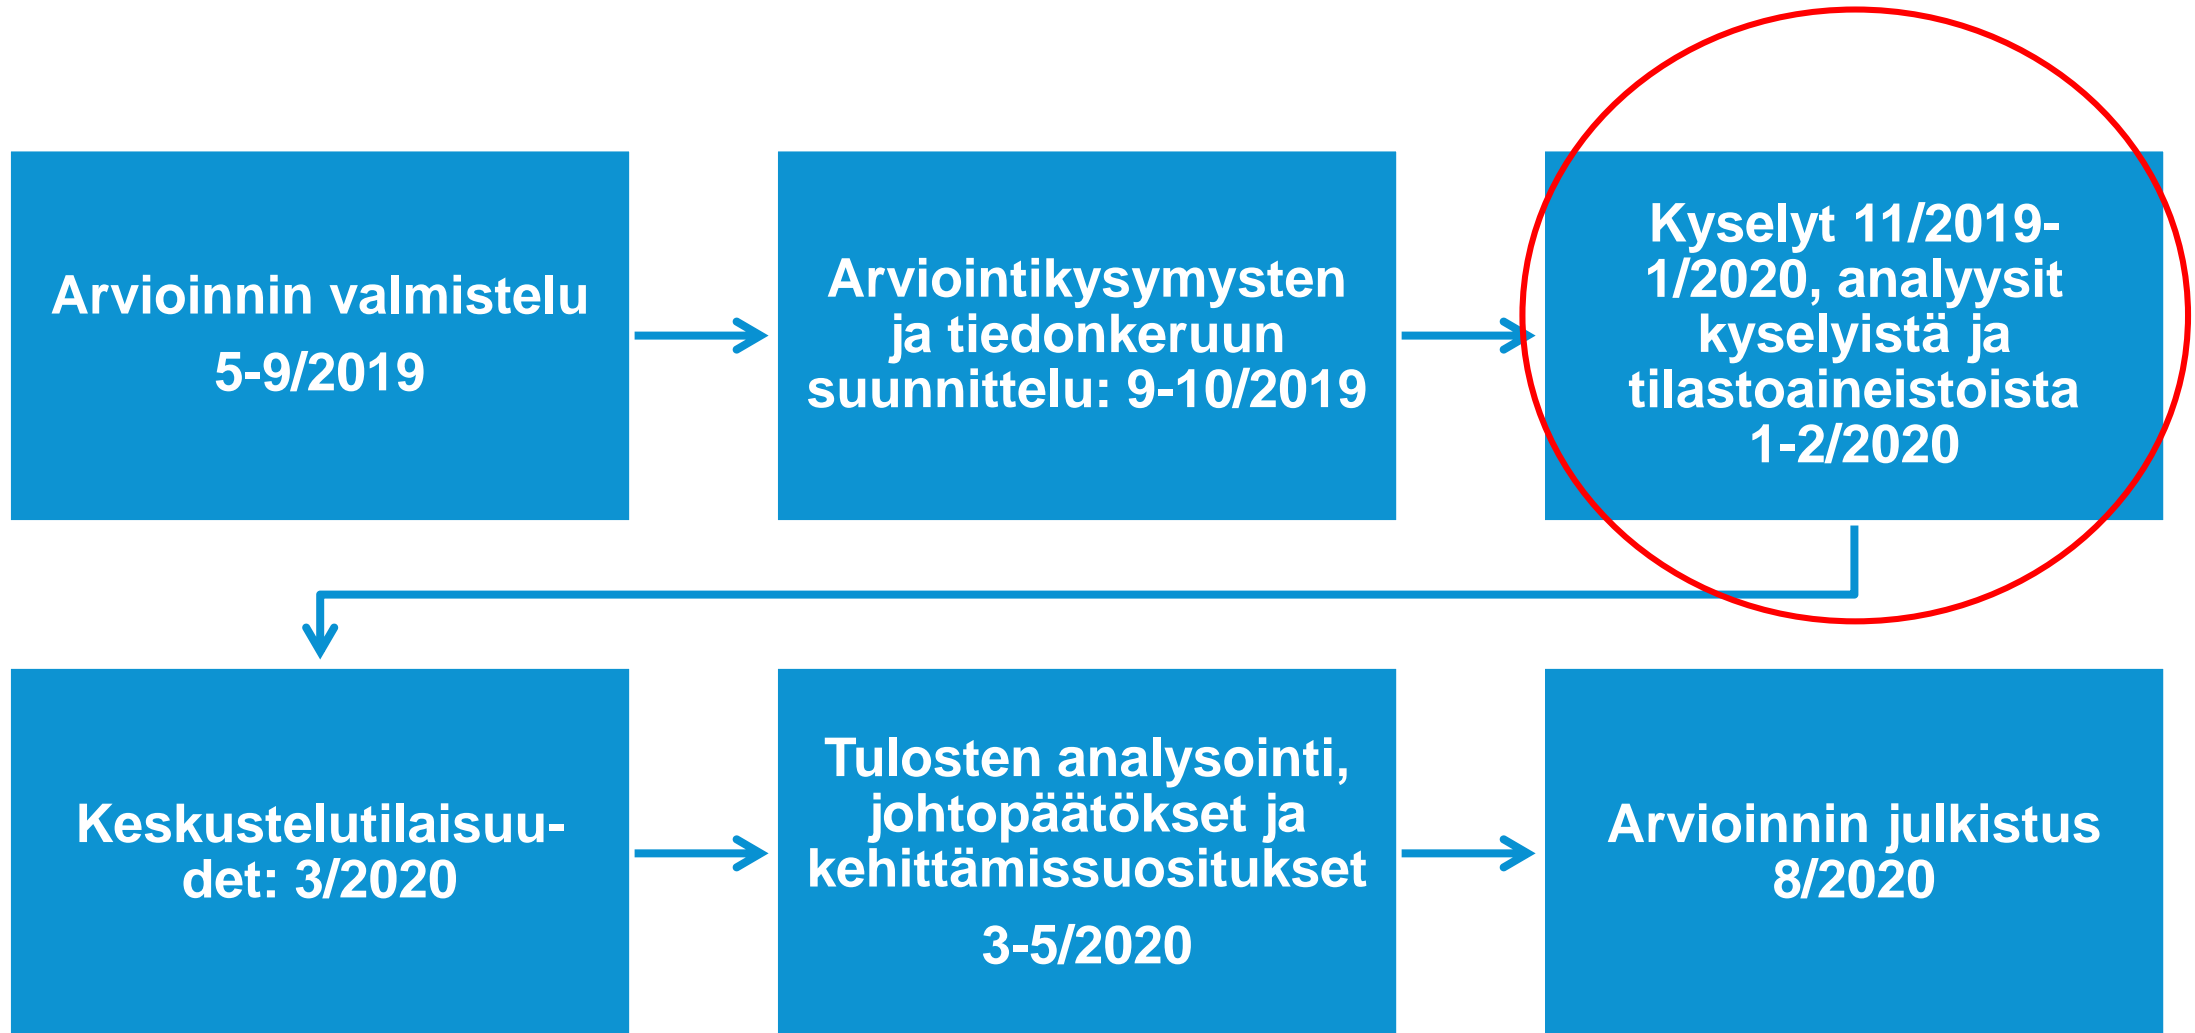 Arvioinnin valmistelu
5-9/2019
Arviointikysymysten
ja tiedonkeruun
suunnittelu: 9-10/2019
Kyselyt 11/2019-
1/2020, analyysit
kyselyistä ja
tilastoaineistoista
1-2/2020
Keskustelutilaisuu-
det: 3/2020
Tulosten analysointi,
johtopäätökset ja
kehittämissuositukset
3-5/2020
Arvioinnin julkistus
8/2020